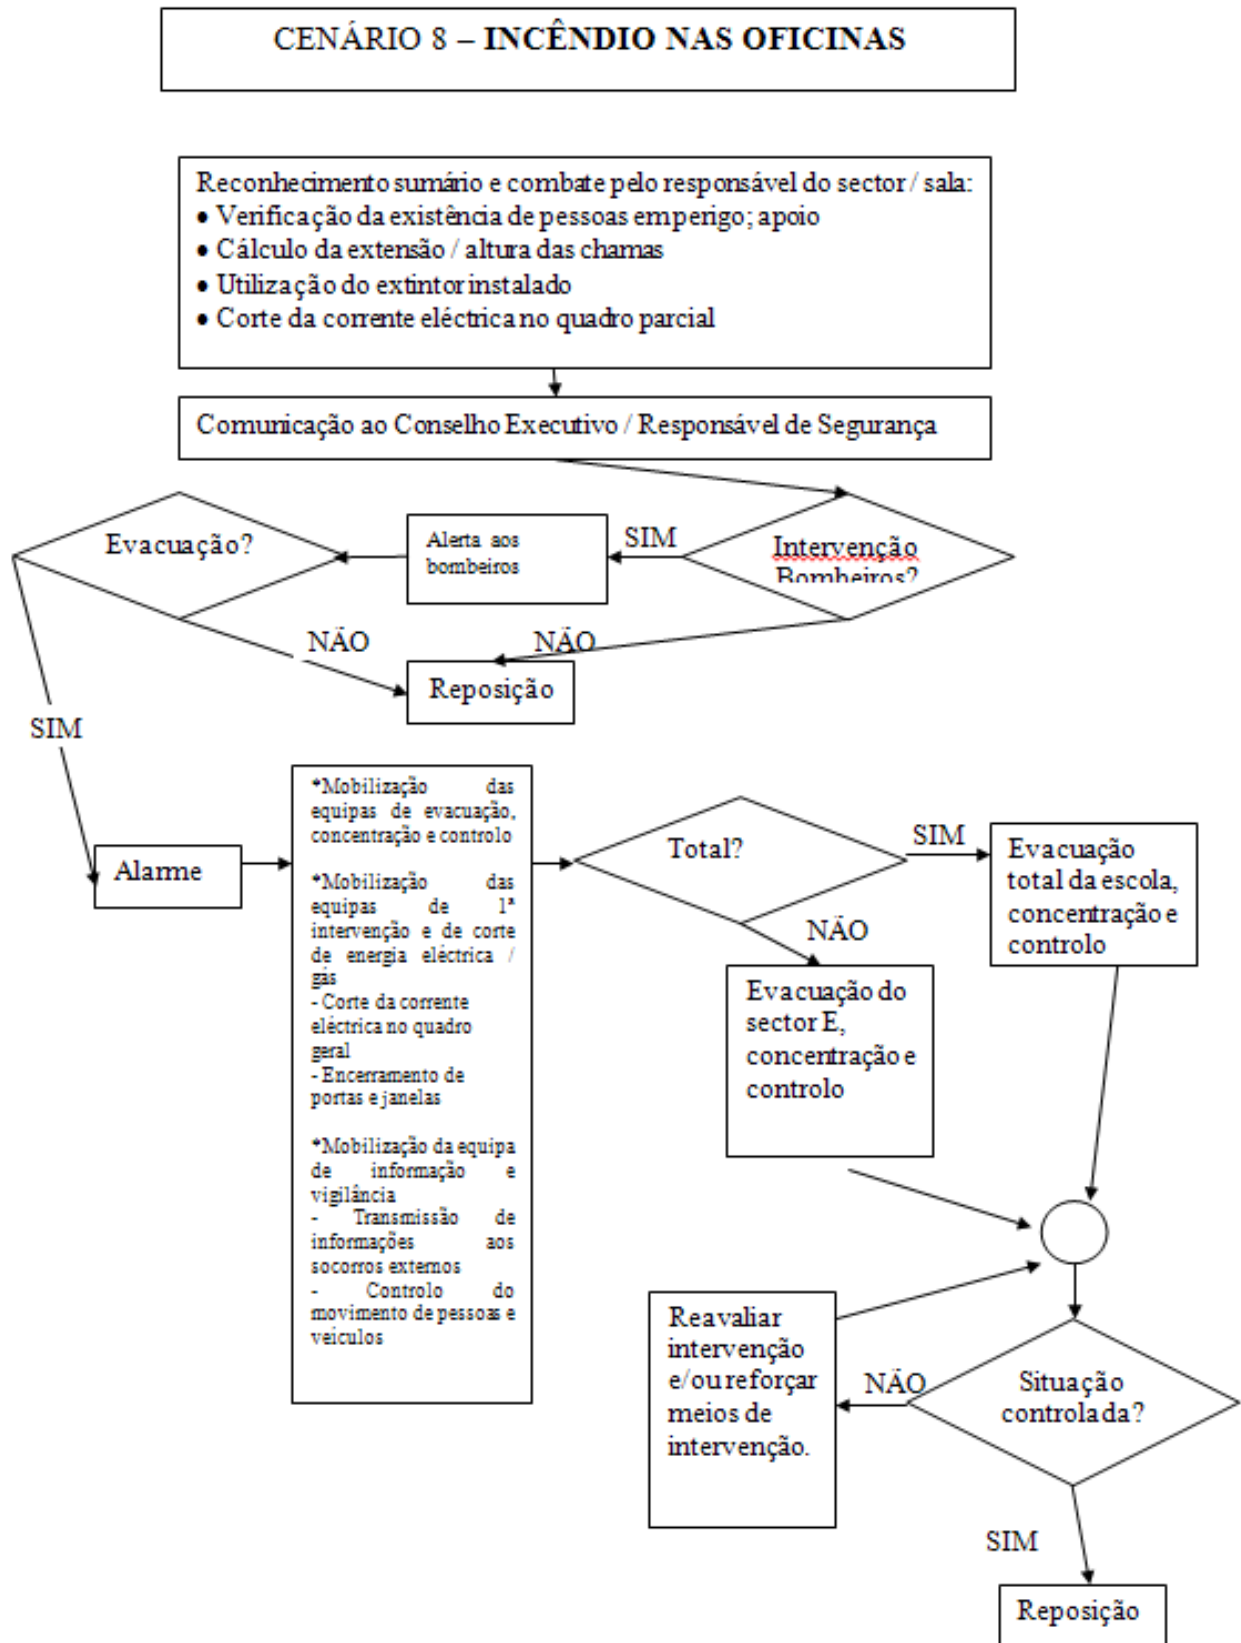 CENÁRIO 8 – INCÊNDIO NAS OFICINAS
Reconhecimento sumário e combate pelo responsável do sector / sala:
● Verificação da existência de pessoas em perigo; apoio
● Cálculo da extensão / altura das chamas
● Utilização do extintor instalado
● Corte da corrente eléctrica no quadro parcial
Comunicação ao Conselho Executivo / Responsável de Segurança
Intervenção
Bombeiros?
SIM
Alerta aos
bombeiros
Evacuação?
NÃO
NÃO
Reposição
SIM
Alarme
*Mobilização das
equipas de evacuação,
concentração e controlo
*Mobilização das
equipas de 1ª
intervenção e de corte
de energia eléctrica /
gás
- Corte da corrente
eléctrica no quadro
geral
- Encerramento de
portas e janelas
*Mobilização da equipa
de informação e
vigilância
- Transmissão de
informações aos
socorros externos
- Controlo do
movimento de pessoas e
veículos
Total?
SIM
Evacuação
total da escola,
concentração e
controlo
NÃO
Evacuação do
sector E,
concentração e
controlo
Reavaliar
intervenção
e/ou reforçar
meios de
intervenção.
NÃO
Situação
controlada?
SIM
Reposição